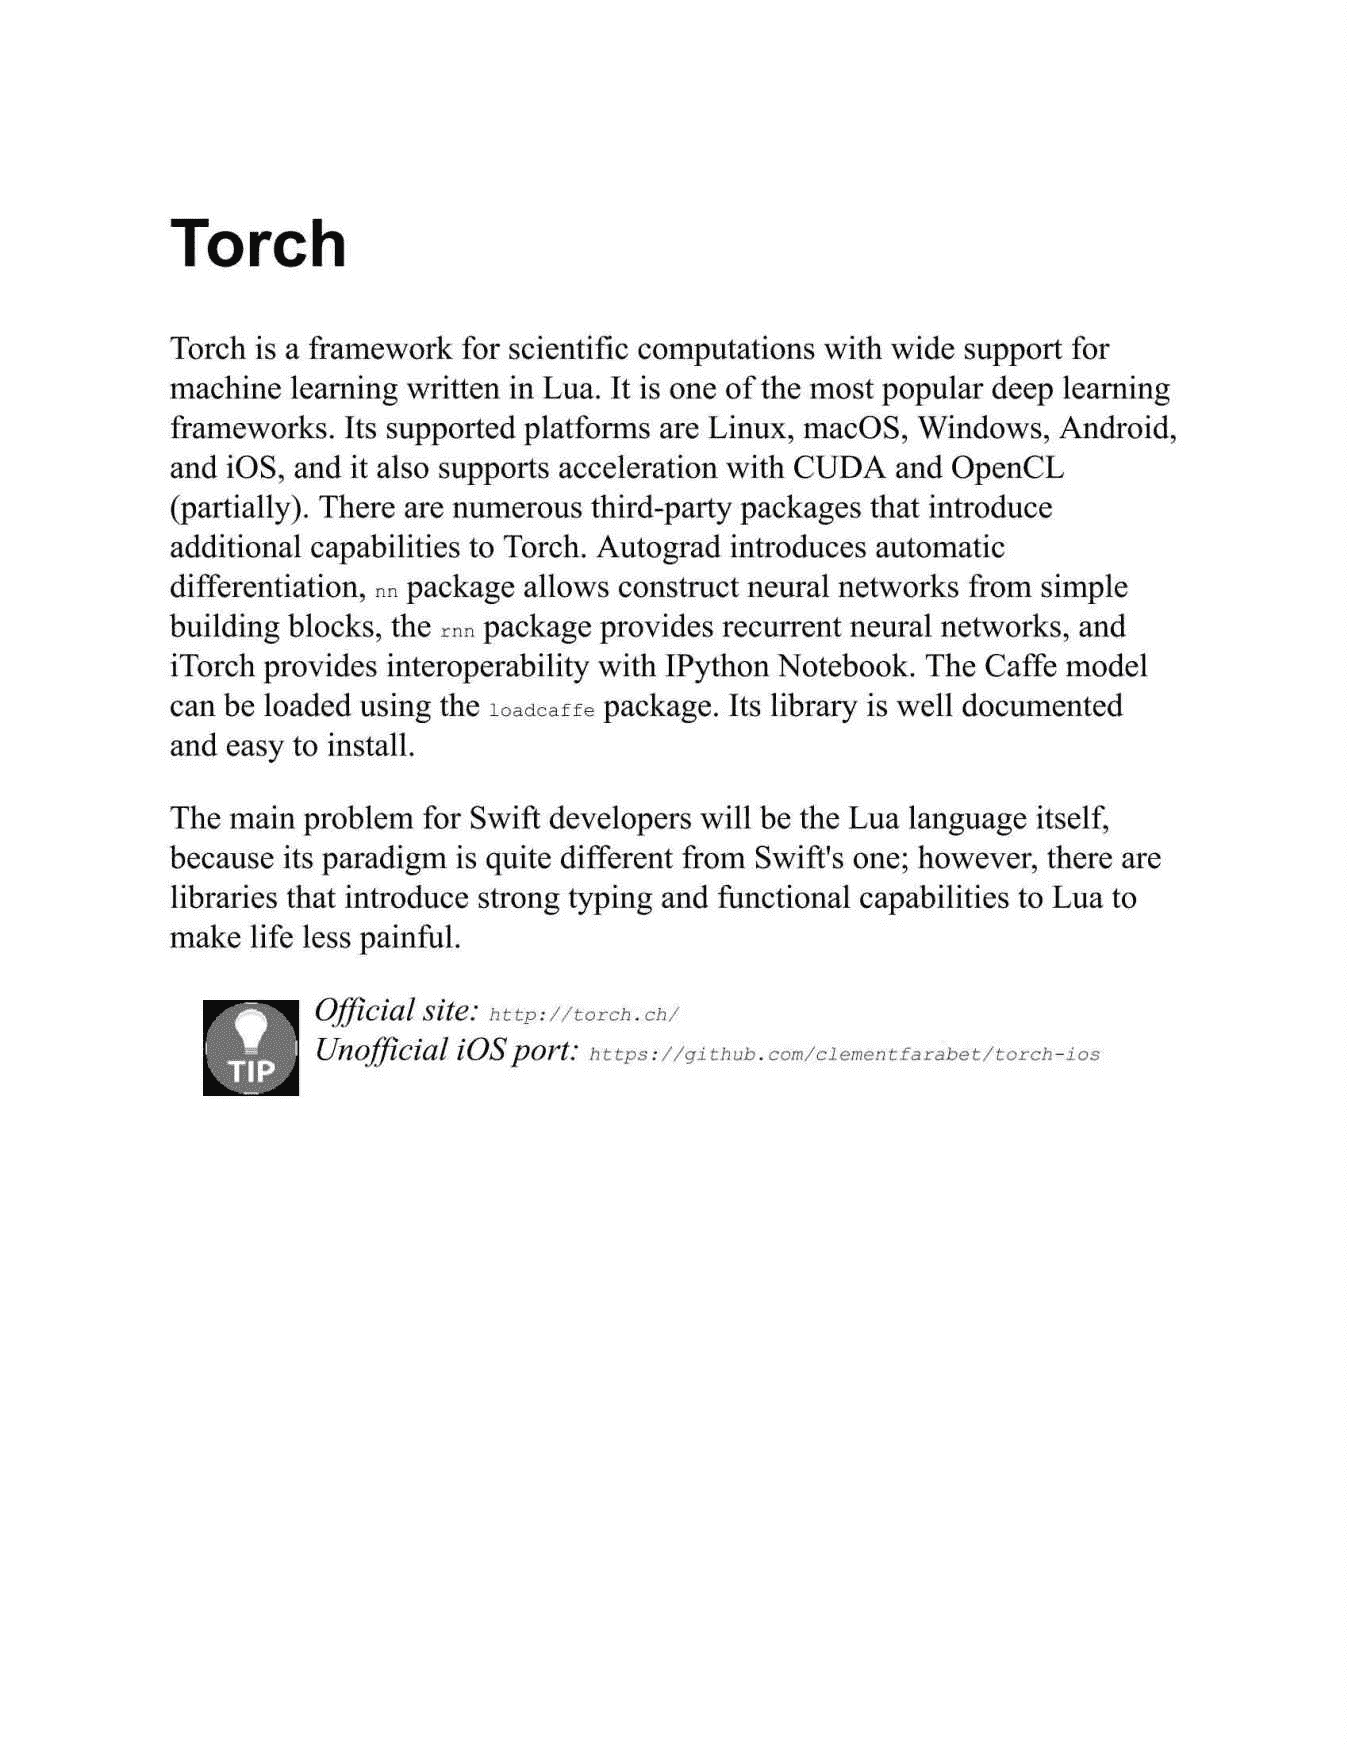 Torch
Torch is a framework for scientific computations with wide support for
machine learning written in Lua. It is one of the most popular deep learning
frameworks. Its supported platforms are Linux, macOS, Windows, Android,
and iOS, and it also supports acceleration with CUDA and OpenCL
(partially). There are numerous third-party packages that introduce
additional capabilities to Torch. Autograd introduces automatic
differentiation, nn package allows construct neural networks from simple
building blocks, the rnn package provides recurrent neural networks, and
iTorch provides interoperability with IPython Notebook. The Caffe model
can be loaded using the loadcaffe package. Its library is well documented
and easy to install.
The main problem for Swift developers will be the Lua language itself,
because its paradigm is quite different from Swift's one; however, there are
libraries that introduce strong typing and functional capabilities to Lua to
make life less painful.
TIP
Official site: http://torch.ch/
Unofficial iOS port: https://github.com/clementfarabet/torch-ios